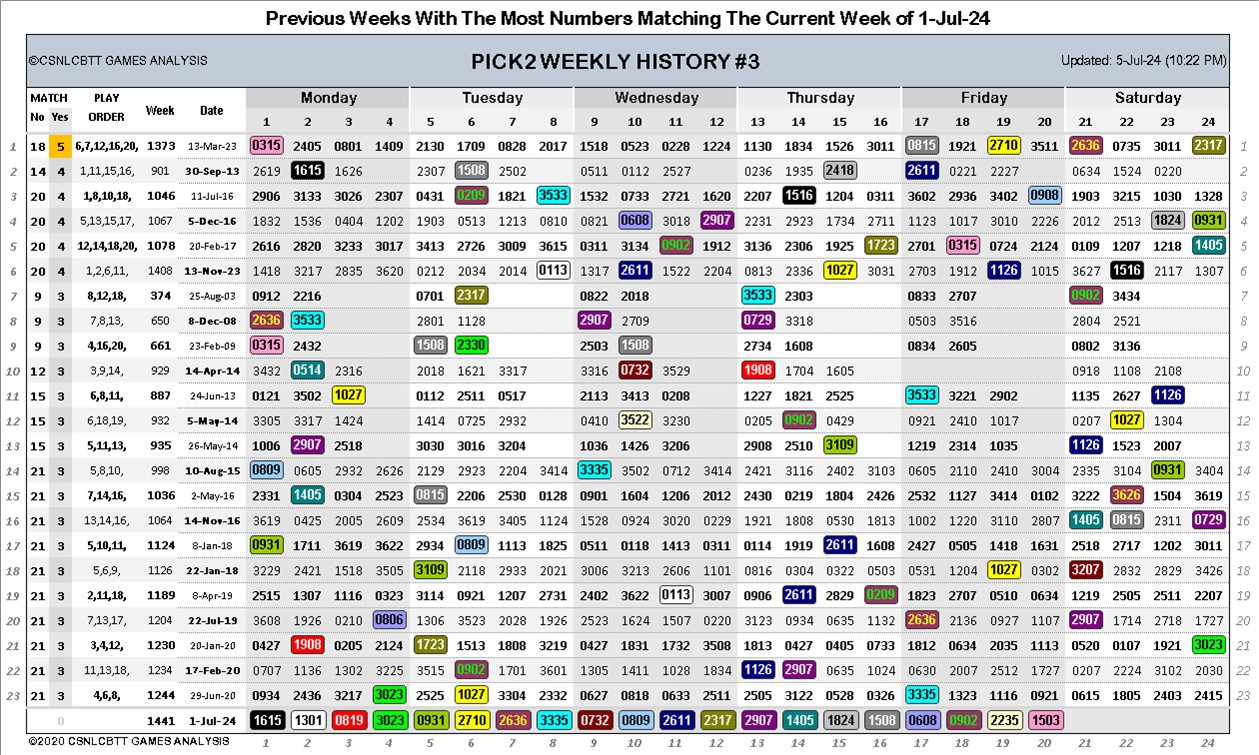 Previous Weeks With The Most Numbers Matching The Current Week of 1-Jul-24
©CSNLCBTT GAMES ANALYSIS PICK2 WEEKLY HISTORY #3 Updated: 5-Jul-24 (10:22 PM)
MATCH PLAY Week Date Monday Tuesday Wednesday Thursday Friday Saturday
No Yes ORDER 1 2 3 4 5 6 7 8 9 10 11 12 13 14 15 16 17 18 19 20 21 22 23 24
1 18 5 6,7,12,16,20, 1373 13-Mar-23 0315 2405 0801 1409 2130 1709 0828 2017 1518 0523 0228 1224 1130 1834 1526 3011 0815 1921 2710 3511 2636 0735 3011 2317 1
2 14 4 1,11,15,16, 901 30-Sep-13 2619 1615 1626 2307 1508 2502 0511 0112 2527 0236 1935 2418 2611 0221 2227 0634 1524 0220 2
3 20 4 1,8,10,18, 1046 11-Jul-16 2906 3133 3026 2307 0431 0209 1821 3533 1532 0733 2721 1620 2707 1516 1204 0311 3602 2936 3402 0908 1903 3215 1030 1328 3
4 20 4 5,13,15,17, 1067 5-Dec-16 1832 1536 0404 1202 1903 0513 1213 0810 0821 0608 3018 2907 2231 2923 1734 2711 1123 1017 3010 2226 2012 2513 1824 0931 4
5 20 4 12,14,18,20, 1078 20-Feb-17 2616 2820 3233 3017 3413 2726 3009 3615 0311 3134 0902 1912 3136 2306 1925 1723 2701 0315 0724 2124 0109 1207 1218 1405 5
6 20 4 1,2,6,11, 1408 13-Nov-23 1418 3217 2835 3620 0212 2034 2014 0113 1317 2611 1522 2204 0813 2336 1027 3031 2703 1912 1126 1015 3627 1516 2117 1307 6
7 9 3 8,12,18, 374 25-Aug-03 0912 2216 0701 2317 0822 2018 3533 2303 0833 2707 0902 3434 7
8 9 3 7,8,13, 650 8-Dec-08 2636 3533 2801 1128 2907 2709 0729 3318 0503 3516 2804 2521 8
9 9 3 4,16,20, 661 23-Feb-09 0315 2432 1508 2330 2503 1508 2734 1608 0834 2605 0802 3136 9
10 12 3 3,9,14, 929 14-Apr-14 3432 0514 2316 2018 1621 3317 3316 0732 3529 1908 1704 1605 0918 1108 2108 10
11 15 3 6,8,11, 887 24-Jun-13 0121 3502 1027 0112 2511 0517 2113 3413 0208 1227 1821 2525 3533 3221 2902 1135 2627 1126 11
12 15 3 6,18,19, 932 5-May-14 3305 3317 1424 1414 0725 2932 0410 3522 3230 0205 0902 0429 0921 2410 1017 0207 1027 1304 12
13 15 3 5,11,13, 935 26-May-14 1006 2907 2518 3030 3016 3204 1036 1426 3206 2908 2510 3109 1219 2314 1035 1126 1523 2007 13
14 21 3 5,8,10, 998 10-Aug-15 0809 0605 2932 2626 2129 2923 2204 3414 3335 3502 0712 3414 2421 3116 2402 3103 0605 2110 2410 3004 2335 3104 0931 3404 14
15 21 3 7,14,16, 1036 2-May-16 2331 1405 0304 2523 0815 2206 2530 0128 0901 1604 1206 2012 2430 0219 1804 2426 2532 1127 3414 0102 3222 3626 1504 3619 15
16 21 3 13,14,16, 1064 14-Nov-16 3619 0425 2005 2609 2534 3619 3405 1124 1528 0924 3020 0229 1921 1808 0530 1813 1002 1220 3110 2807 1405 0815 2311 0729 16
17 21 3 5,10,11, 1124 8-Jan-18 0931 1711 3619 3622 2934 0809 1113 1825 0511 0118 1413 0311 0114 1919 2611 1608 2427 0505 1418 1631 2518 2717 1202 3011 17
18 21 3 5,6,9, 1126 22-Jan-18 3229 2421 1518 3505 3109 2118 2933 2021 3006 3213 2606 1101 0816 0304 0322 0503 0531 1204 1027 0302 3207 2832 2829 3426 18
19 21 3 2,11,18, 1189 8-Apr-19 2515 1307 1116 0323 3114 0921 1207 2731 2402 3622 0113 3007 0906 2611 2829 0209 1823 2707 0510 0634 1219 2505 2511 2207 19
20 21 3 7,13,17, 1204 22-Jul-19 3608 1926 0210 0806 1306 3523 2028 1926 2523 1624 1507 0220 3123 0934 0635 1132 2636 2136 0927 1107 2907 1714 2718 1727 20
21 21 3 3,4,12, 1230 20-Jan-20 0427 1908 0205 2124 1723 1513 1808 3219 0427 1831 1732 3508 1813 0427 0405 0733 1812 0634 2035 1113 0520 0107 1921 3023 21
22 21 3 11,13,18, 1234 17-Feb-20 0707 1136 1302 3225 3515 0902 1701 0601 1305 1411 1028 1834 1126 2907 0635 1024 0630 2007 2512 1727 0207 2224 3102 2030 22
23 21 3 4,6,8, 1244 29-Jun-20 0934 2436 3217 3023 2525 1027 3304 2332 0627 0818 0633 2511 2505 3122 0528 0326 3335 1323 1116 0921 0615 1805 2403 2415 23
0 1441 1-Jul-24 1615 1301 0819 3023 0931 2710 2636 3335 0732 0809 2611 2317 2907 1405 1824 1508 0608 0902 2235 1503
©2020 CSNLCBTT GAMES ANALYSIS 1 2 3 4 5 6 7 8 9 10 11 12 13 14 15 16 17 18 19 20 21 22 23 24